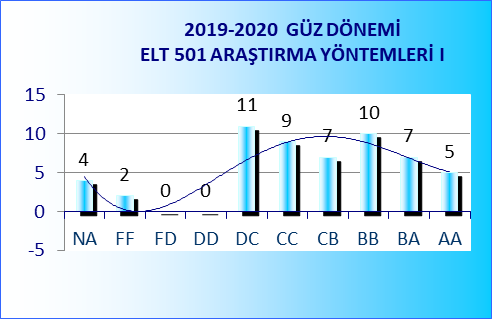 2019-2020 GÜZ DÖNEMİ
ELT 501 ARAŞTIRMA YÖNTEMLERİ I
15
10
5
0
-5
4 2 0 0 11 9 7 10 7 5
NA FF FD DD DC CC CB BB BA AA